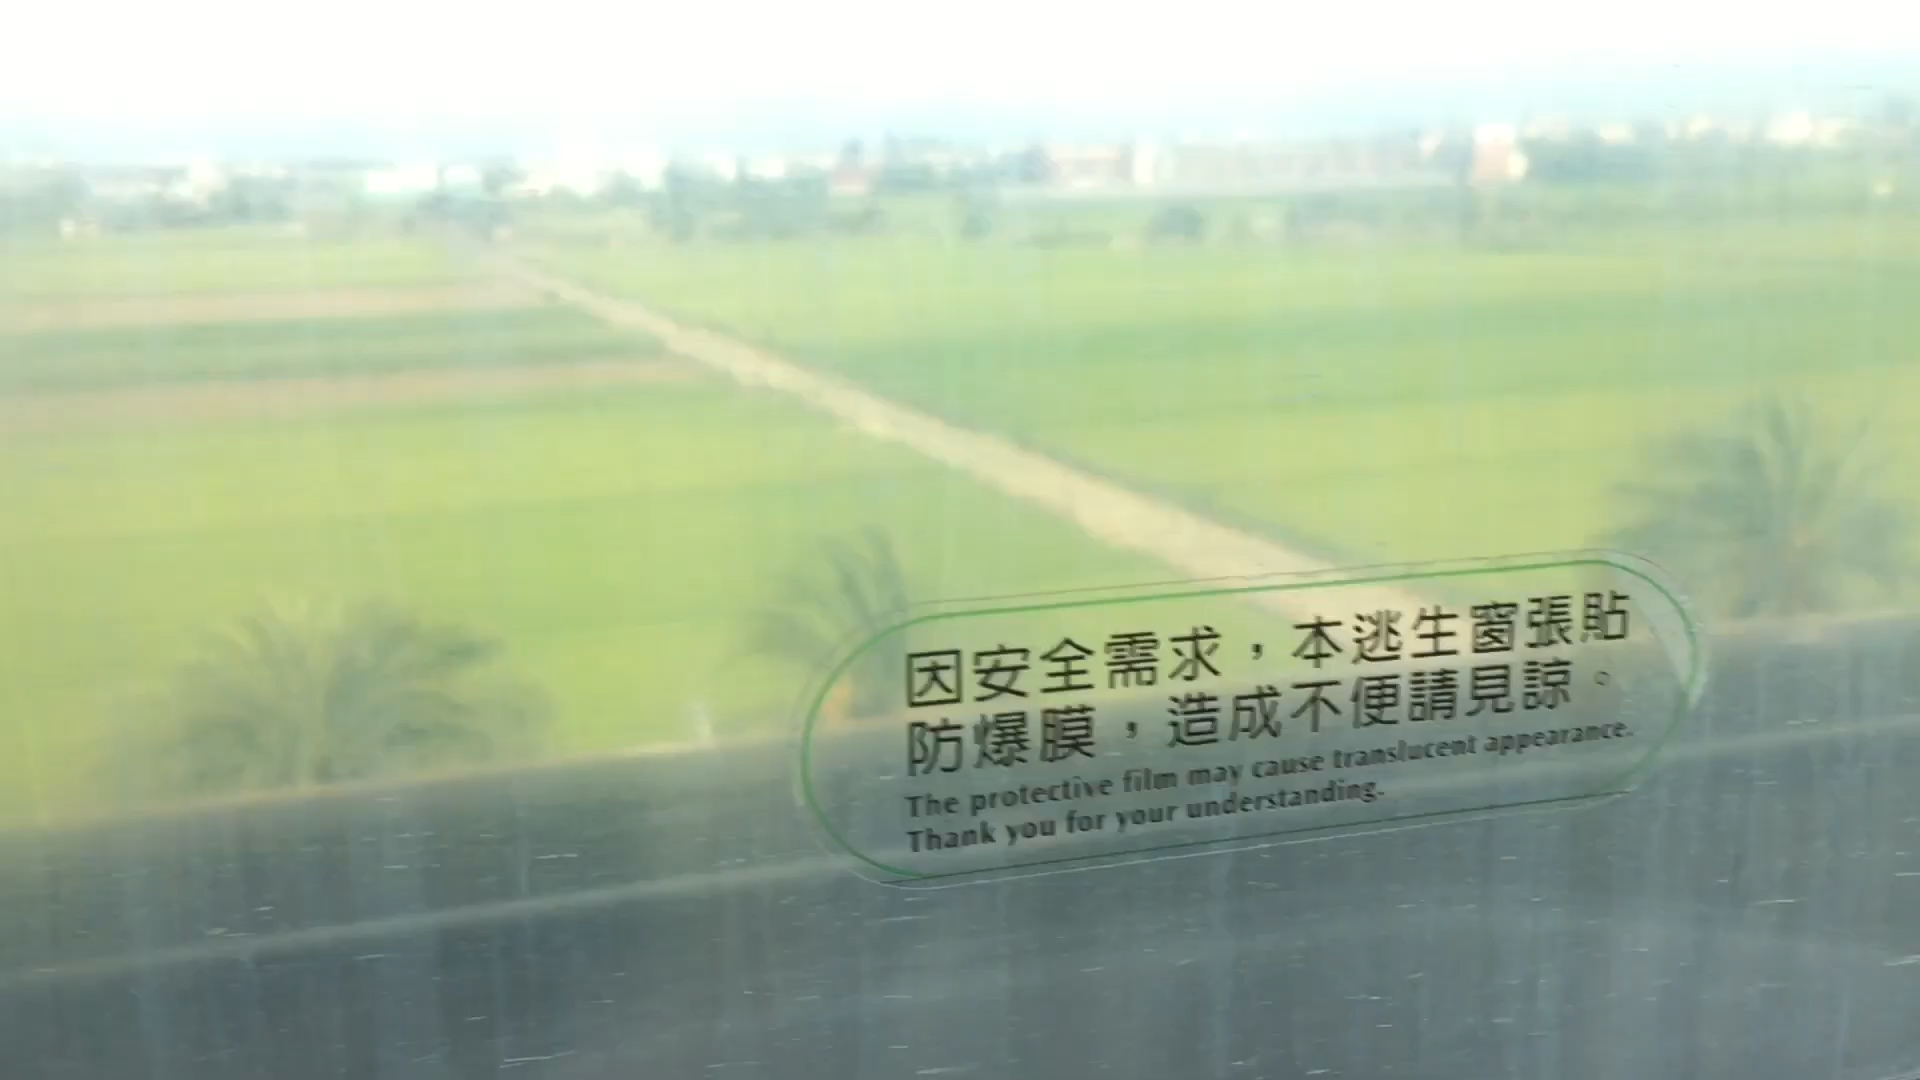 因安全需求，本逃生窗張貼
防爆膜，造成不便請見諒。
The protective film may cause translucent appearance.
Thank you for your understanding.